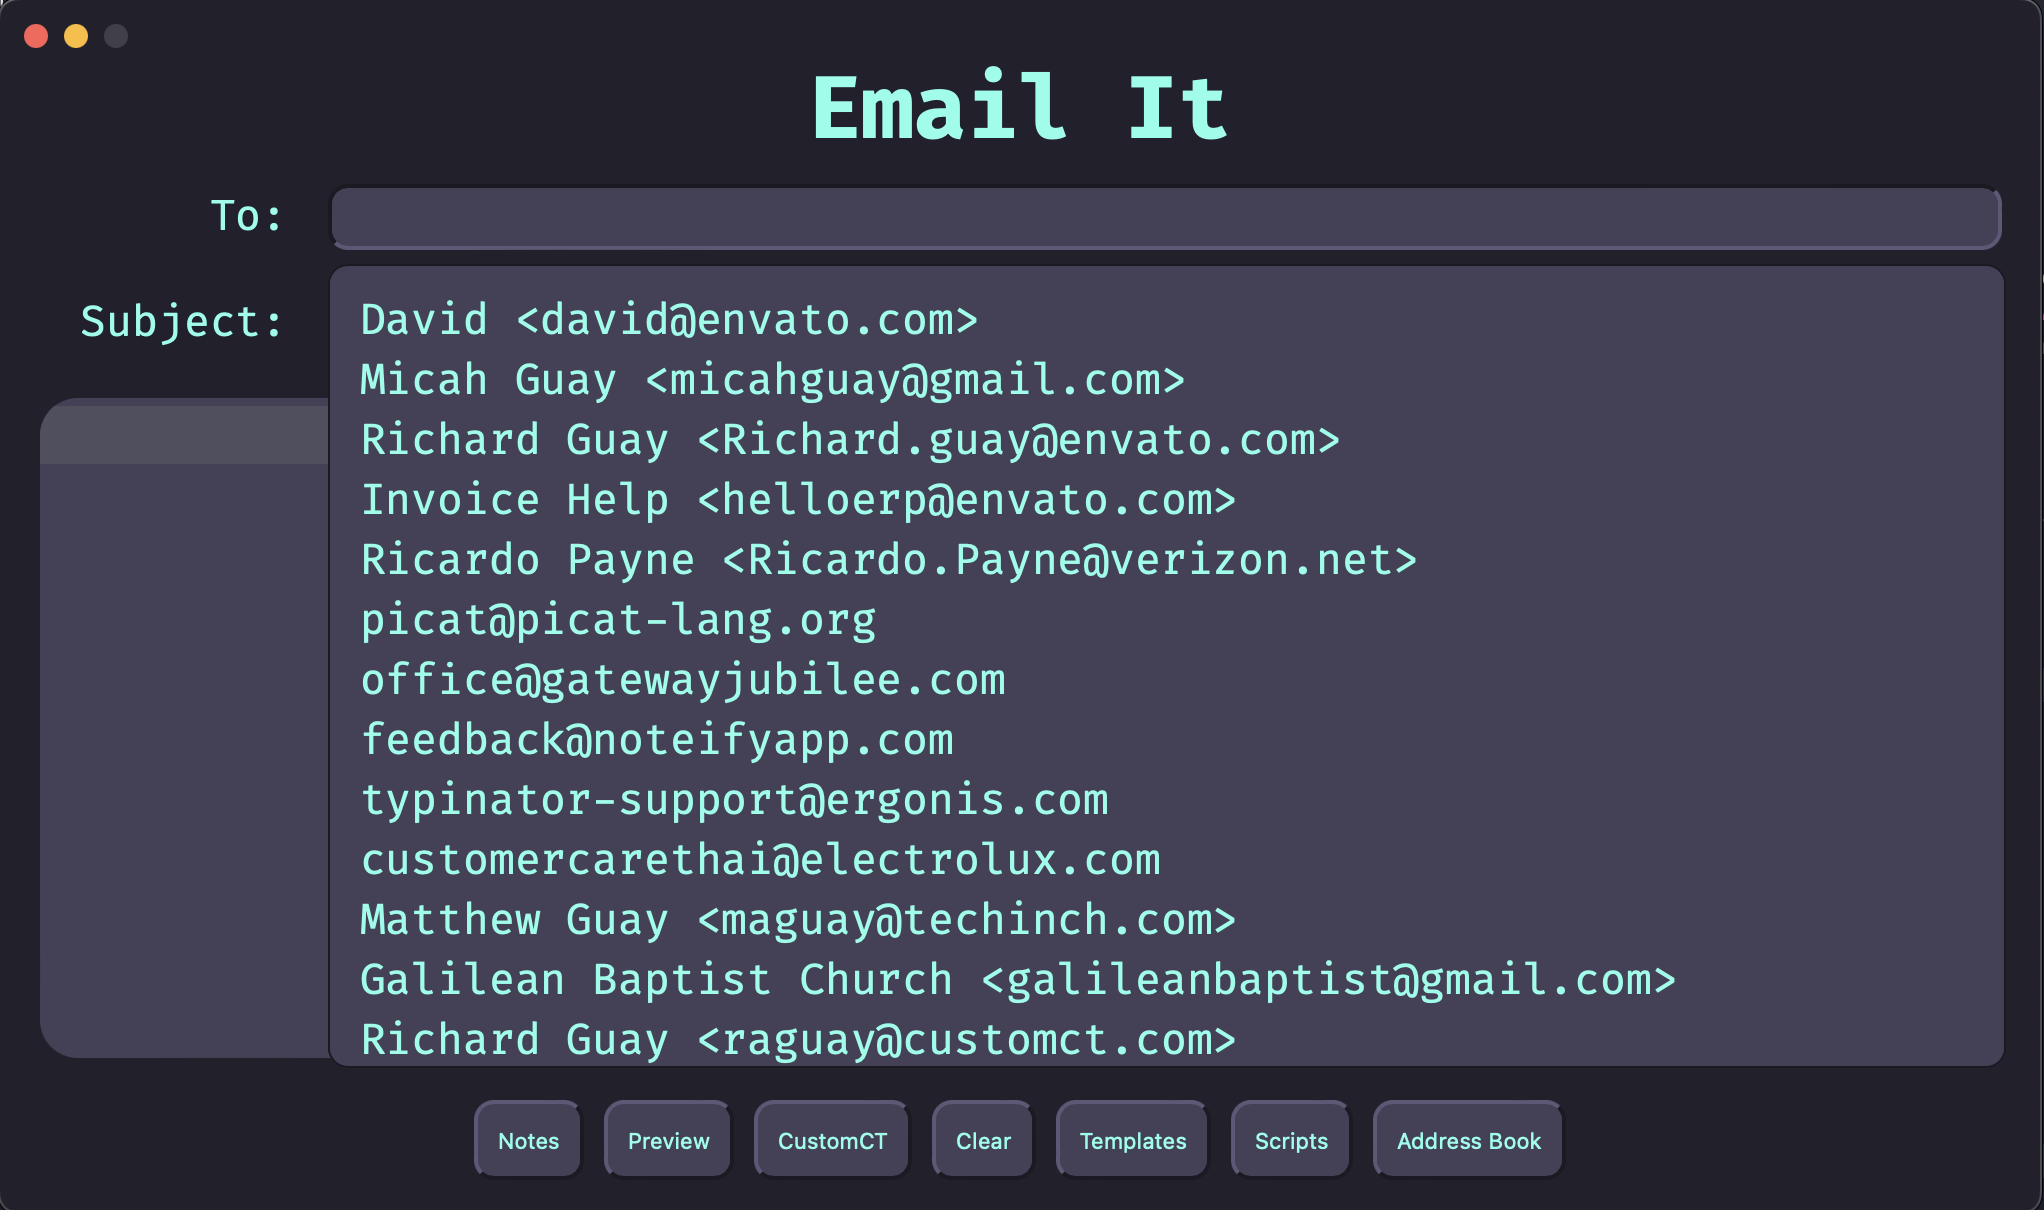 Email It
To:
Subject:
David <david@envato.com>
Micah Guay <micahguay@gmail.com>
Richard Guay <Richard.guay@envato.com>
Invoice Help <helloerp@envato.com>
Ricardo Payne <Ricardo.Payne@verizon.net>
picat@picat-lang.org
office@gatewayjubilee.com
feedback@noteifyapp.com
typinator-support@ergonis.com
customercarethai@electrolux.com
Matthew Guay <maguay@techinch.com>
Galilean Baptist Church <galileanbaptist@gmail.com>
Richard Guay <raguay@customct.com>
Notes Preview CustomCT Clear Templates Scripts Address Book